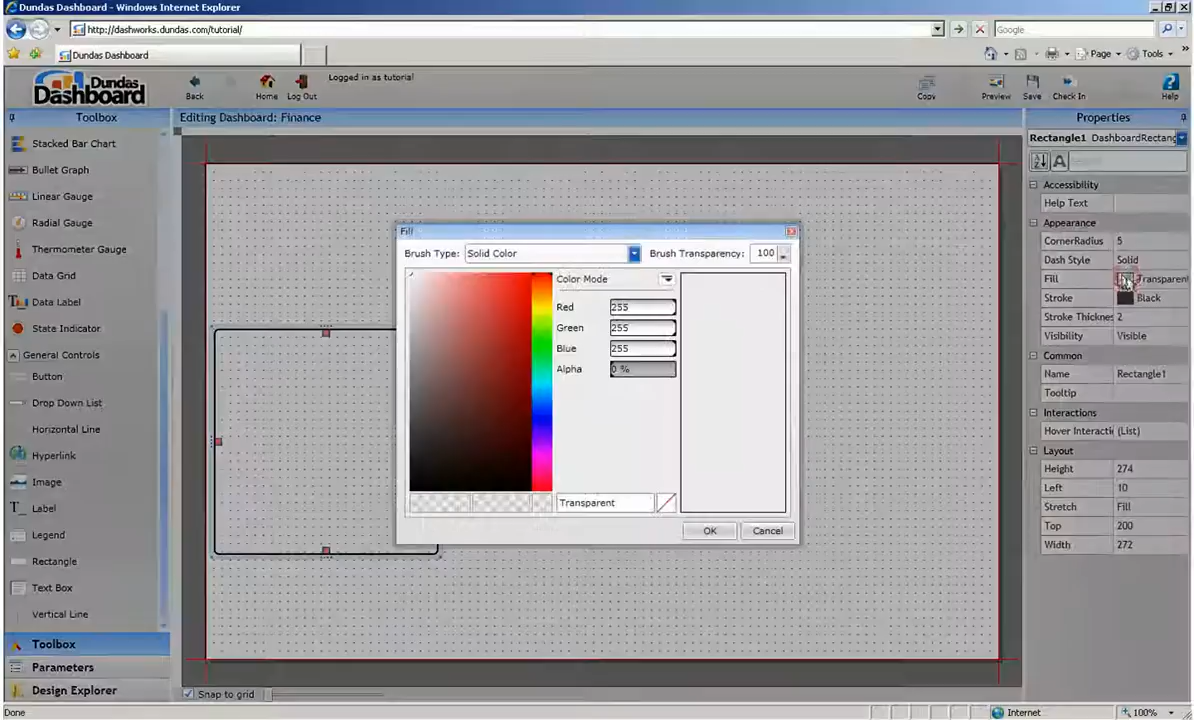 Dundas Dashboard - Windows Internet Explorer
http://dashworks.dundas.com/tutorial/
Google
Dundas Dashboard
Page
Tools
Dundas
Dashboard
Back
Home
Log Out
Logged in as tutorial
Copy
Preview
Save
Check In
Help
Toolbox
Editing Dashboard: Finance
Properties
Stacked Bar Chart
Bullet Graph
Linear Gauge
Radial Gauge
Thermometer Gauge
Data Grid
Data Label
State Indicator
General Controls
Button
Drop Down List
Horizontal Line
Hyperlink
Image
Label
Legend
Rectangle
Text Box
Vertical Line
Toolbox
Parameters
Design Explorer
Fill
Brush Type: Solid Color
Brush Transparency: 100
Color Mode
Red 255
Green 255
Blue 255
Alpha 0 %
Transparent
OK
Cancel
Snap to grid
Rectangle1 DashboardRectang
Search
Accessibility
Help Text
Appearance
CornerRadius 5
Dash Style Solid
Fill Transparent
Stroke Black
Stroke Thicknes 2
Visibility Visible
Common
Name Rectangle1
Tooltip
Interactions
Hover Interacti (List)
Layout
Height 274
Left 10
Stretch Fill
Top 200
Width 272
Done
Internet
100%